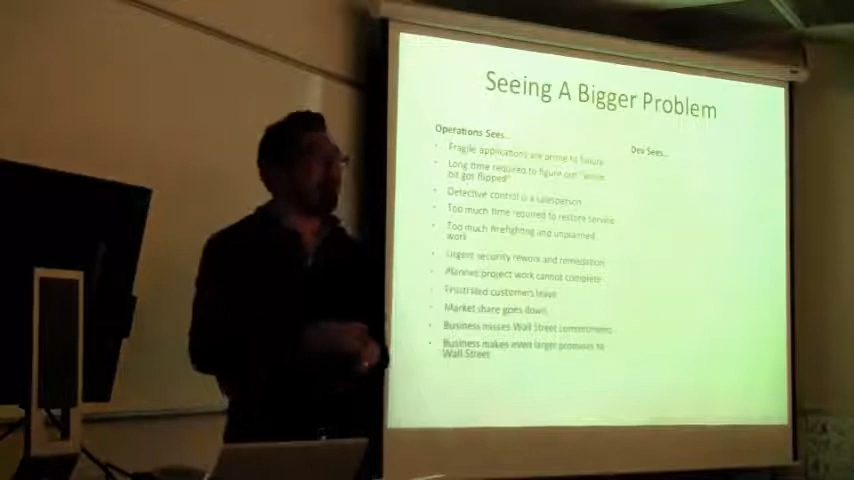 Seeing A Bigger Problem
Operations Sees...
Fragile applications are prone to failure
Long time required to figure out "which
bit got flipped"
Detective control is a salesperson
Too much time required to restore service
Too much firefighting and unplanned
work
Urgent security rework and remediation
Planned project work cannot complete
Frustrated customers leave
Market share goes down
Business misses Wall Street commitments
Business makes even larger promises to
Wall Street
Dev Sees...